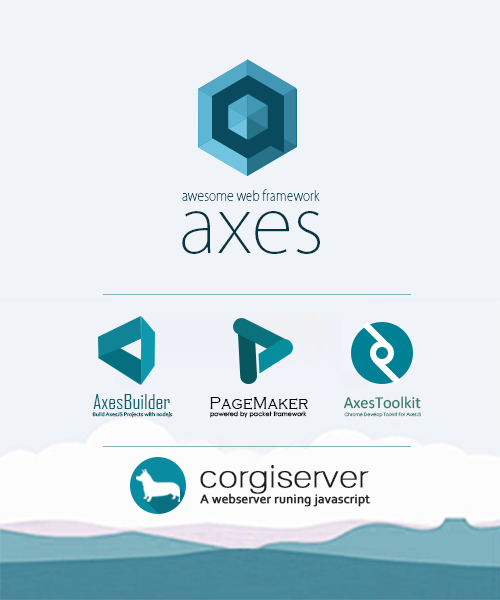 awesome web framework
axes
AxesBuilder
Build AxesJS Projects with nodejs
PAGEMAKER
powered by packet framework
AxesToolkit
Chrome Develop Toolkit For AxesJS
corgiserver
A webserver runing javascript